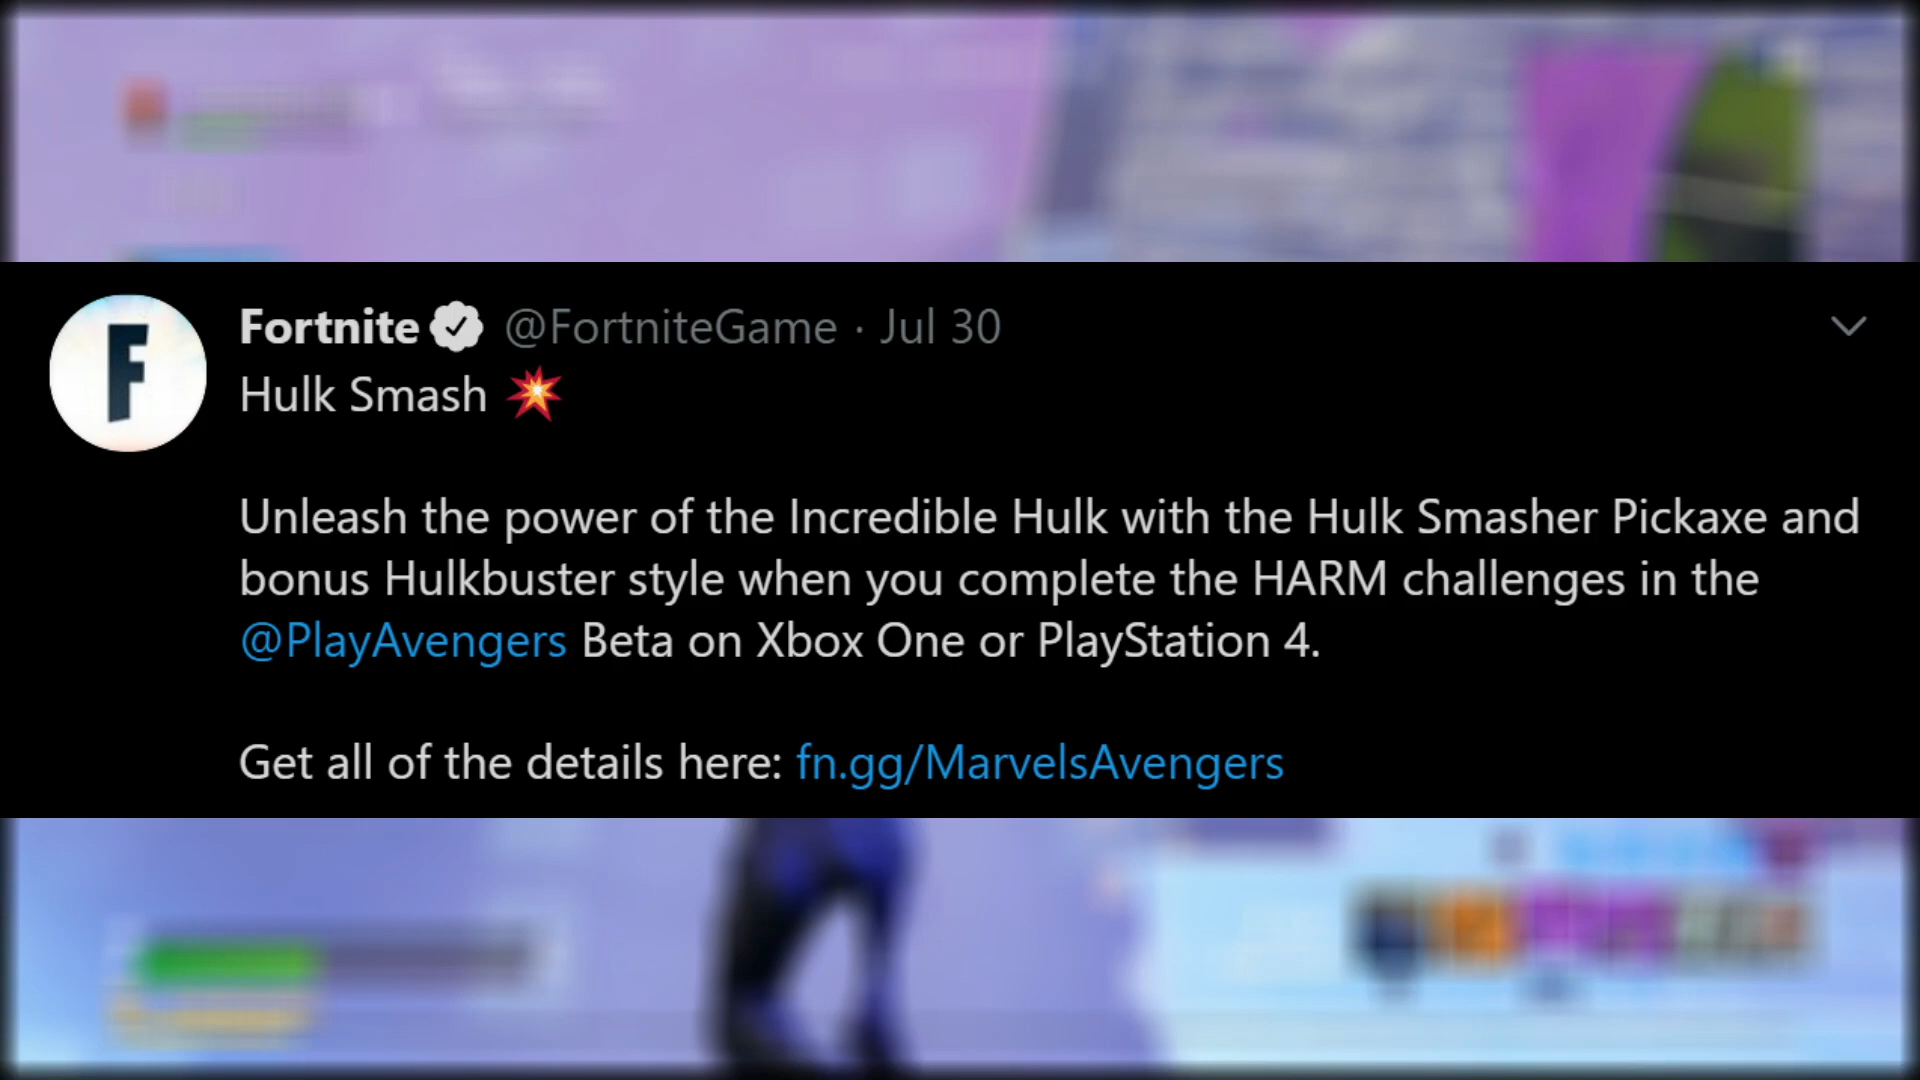 Fortnite @FortniteGame · Jul 30
Hulk Smash 💥
Unleash the power of the Incredible Hulk with the Hulk Smasher Pickaxe and
bonus Hulkbuster style when you complete the HARM challenges in the
@PlayAvengers Beta on Xbox One or PlayStation 4.
Get all of the details here: fn.gg/MarvelsAvengers